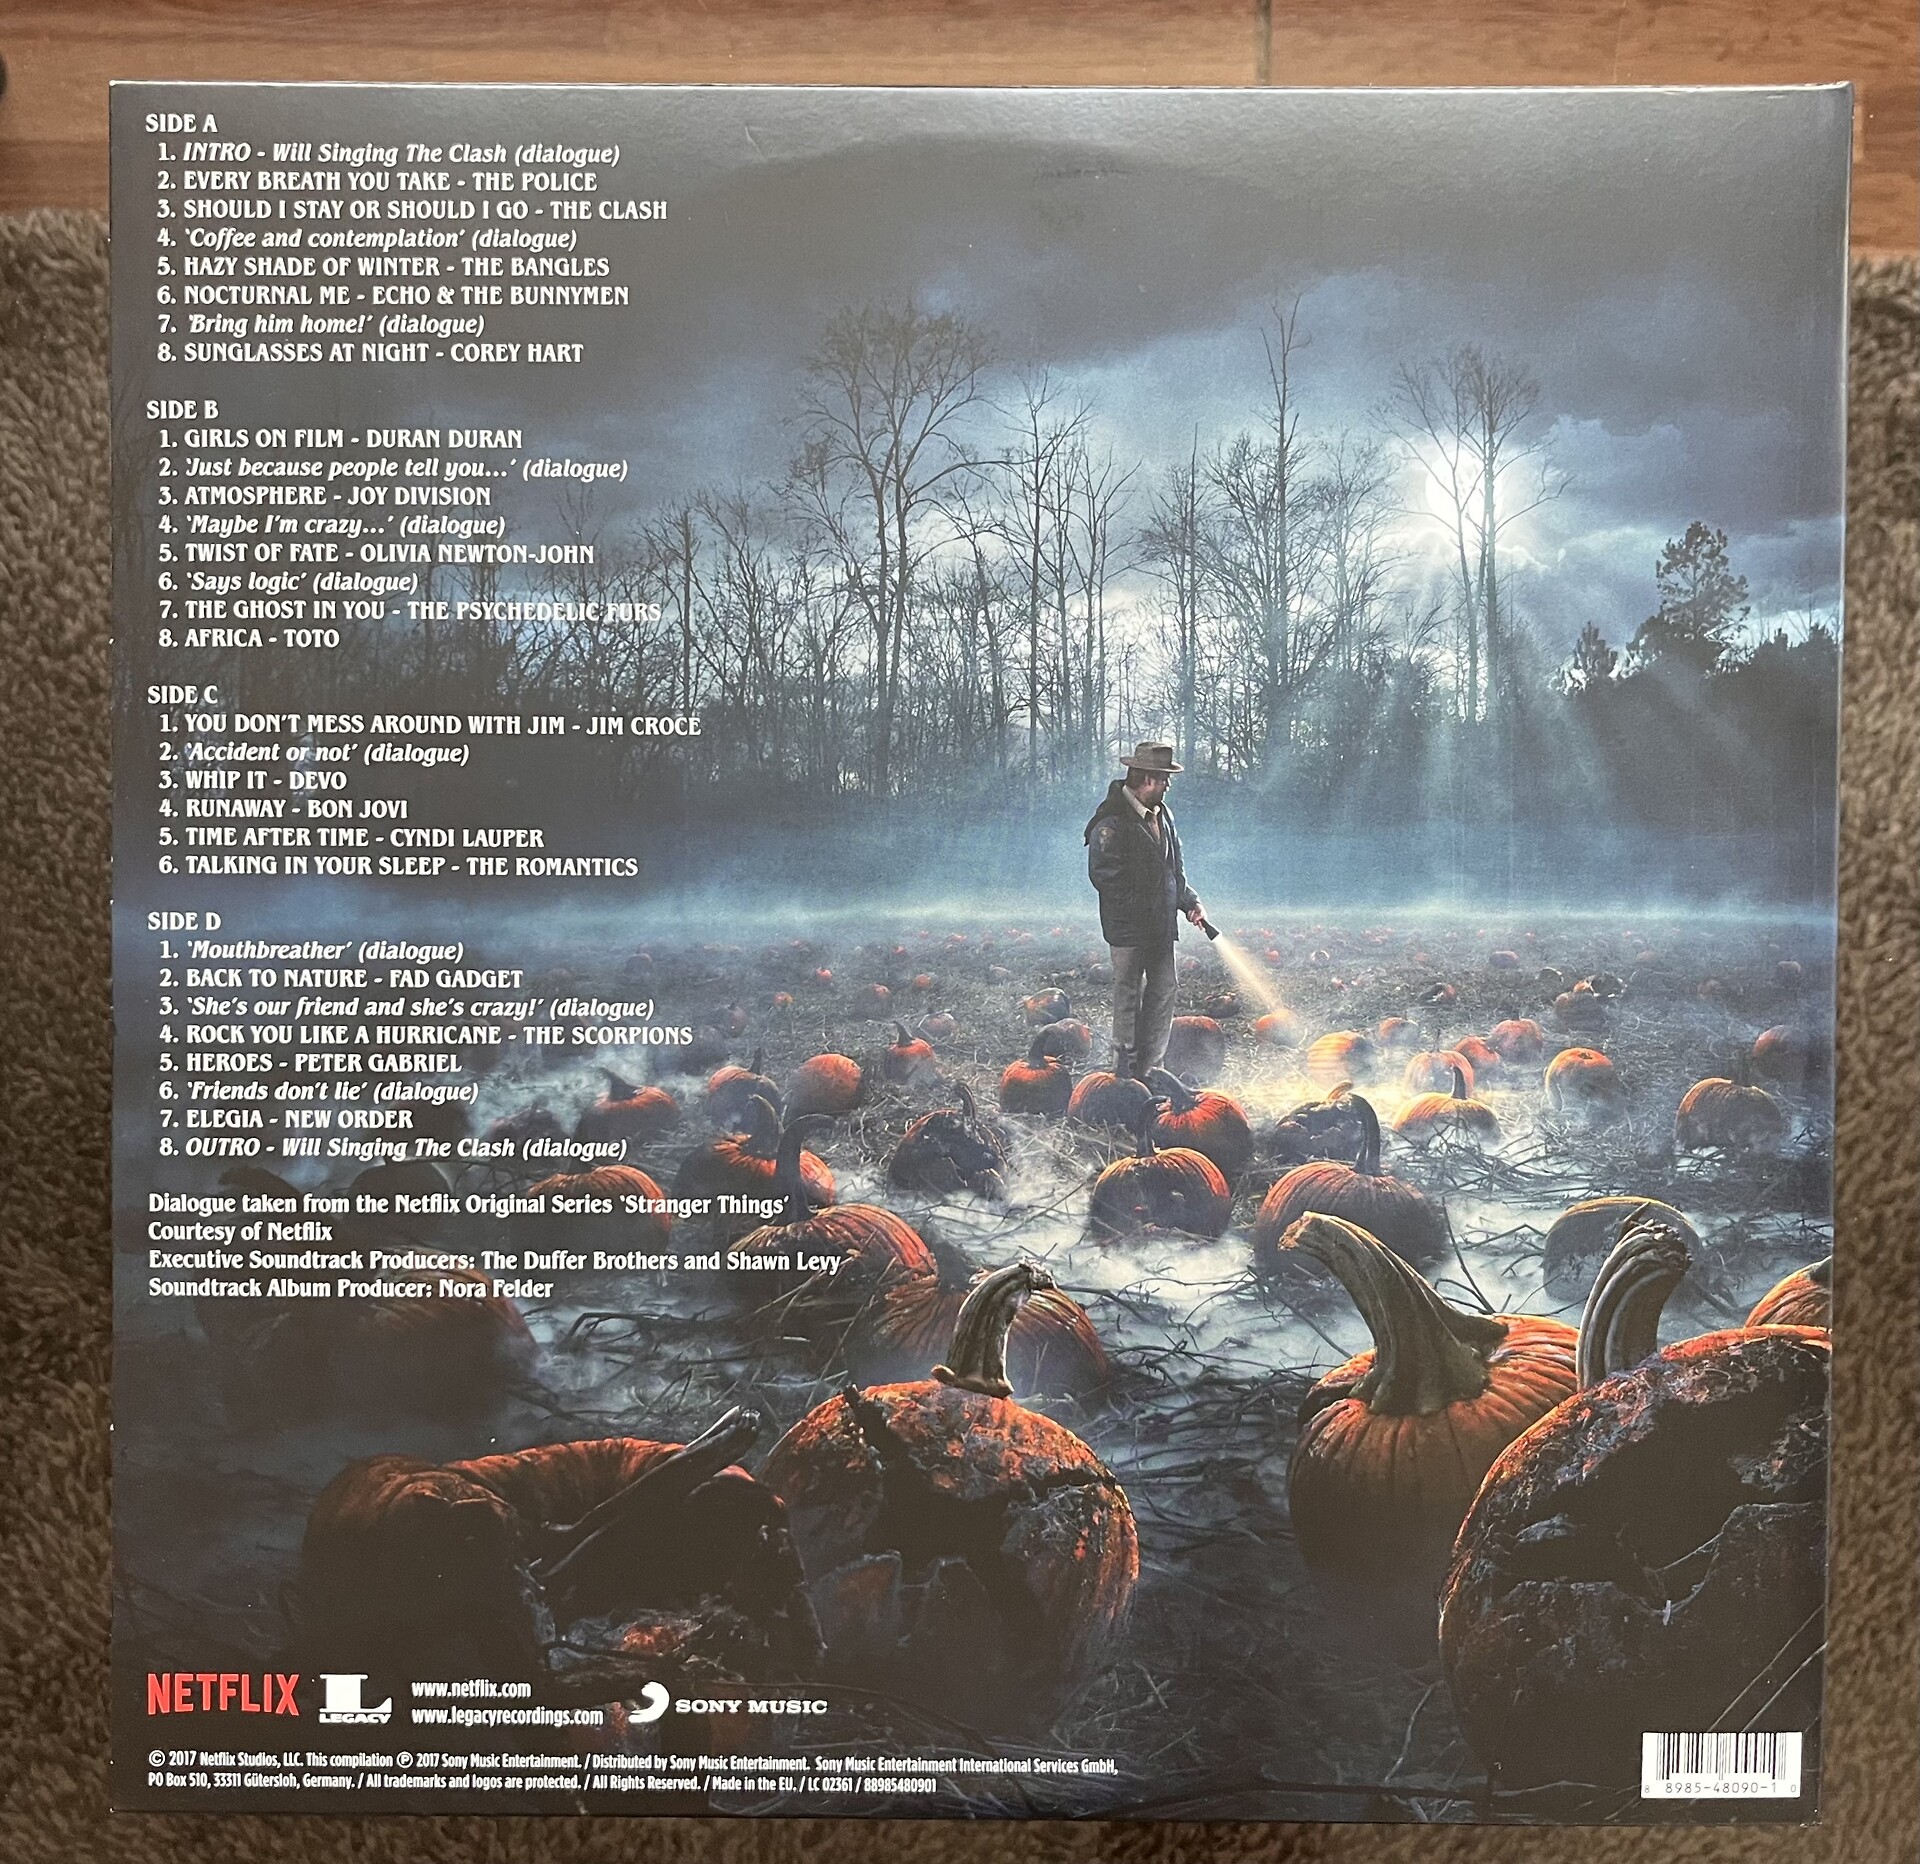 SIDE A
1. INTRO - Will Singing The Clash (dialogue)
2. EVERY BREATH YOU TAKE - THE POLICE
3. SHOULD I STAY OR SHOULD I GO - THE CLASH
4. 'Coffee and contemplation' (dialogue)
5. HAZY SHADE OF WINTER - THE BANGLES
6. NOCTURNAL ME - ECHO & THE BUNNYMEN
7. 'Bring him home!' (dialogue)
8. SUNGLASSES AT NIGHT - COREY HART
SIDE B
1. GIRLS ON FILM - DURAN DURAN
2. 'Just because people tell you...' (dialogue)
3. ATMOSPHERE - JOY DIVISION
4. 'Maybe I'm crazy...' (dialogue)
5. TWIST OF FATE - OLIVIA NEWTON-JOHN
6. 'Says logic' (dialogue)
7. THE GHOST IN YOU - THE PSYCHEDELIC FURS
8. AFRICA - TOTO
SIDE C
1. YOU DON'T MESS AROUND WITH JIM - JIM CROCE
2. 'Accident or not' (dialogue)
3. WHIP IT - DEVO
4. RUNAWAY - BON JOVI
5. TIME AFTER TIME - CYNDI LAUPER
6. TALKING IN YOUR SLEEP - THE ROMANTICS
SIDE D
1. 'Mouthbreather' (dialogue)
2. BACK TO NATURE - FAD GADGET
3. 'She's our friend and she's crazy!' (dialogue)
4. ROCK YOU LIKE A HURRICANE - THE SCORPIONS
5. HEROES - PETER GABRIEL
6. 'Friends don't lie' (dialogue)
7. ELEGIA - NEW ORDER
8. OUTRO - Will Singing The Clash (dialogue)
Dialogue taken from the Netflix Original Series 'Stranger Things'
Courtesy of Netflix
Executive Soundtrack Producers: The Duffer Brothers and Shawn Levy
Soundtrack Album Producer: Nora Felder
NETFLIX L LEGACY
www.netflix.com
www.legacyrecordings.com
SONY MUSIC
© 2017 Netflix Studios, LLC. This compilation ℗ 2017 Sony Music Entertainment. / Distributed by Sony Music Entertainment. Sony Music Entertainment International Services GmbH,
PO Box 510, 33311 Gütersloh, Germany. / All trademarks and logos are protected. / All Rights Reserved. / Made in the EU. / LC 02361 / 88985480901
8 8985-48090-1 0